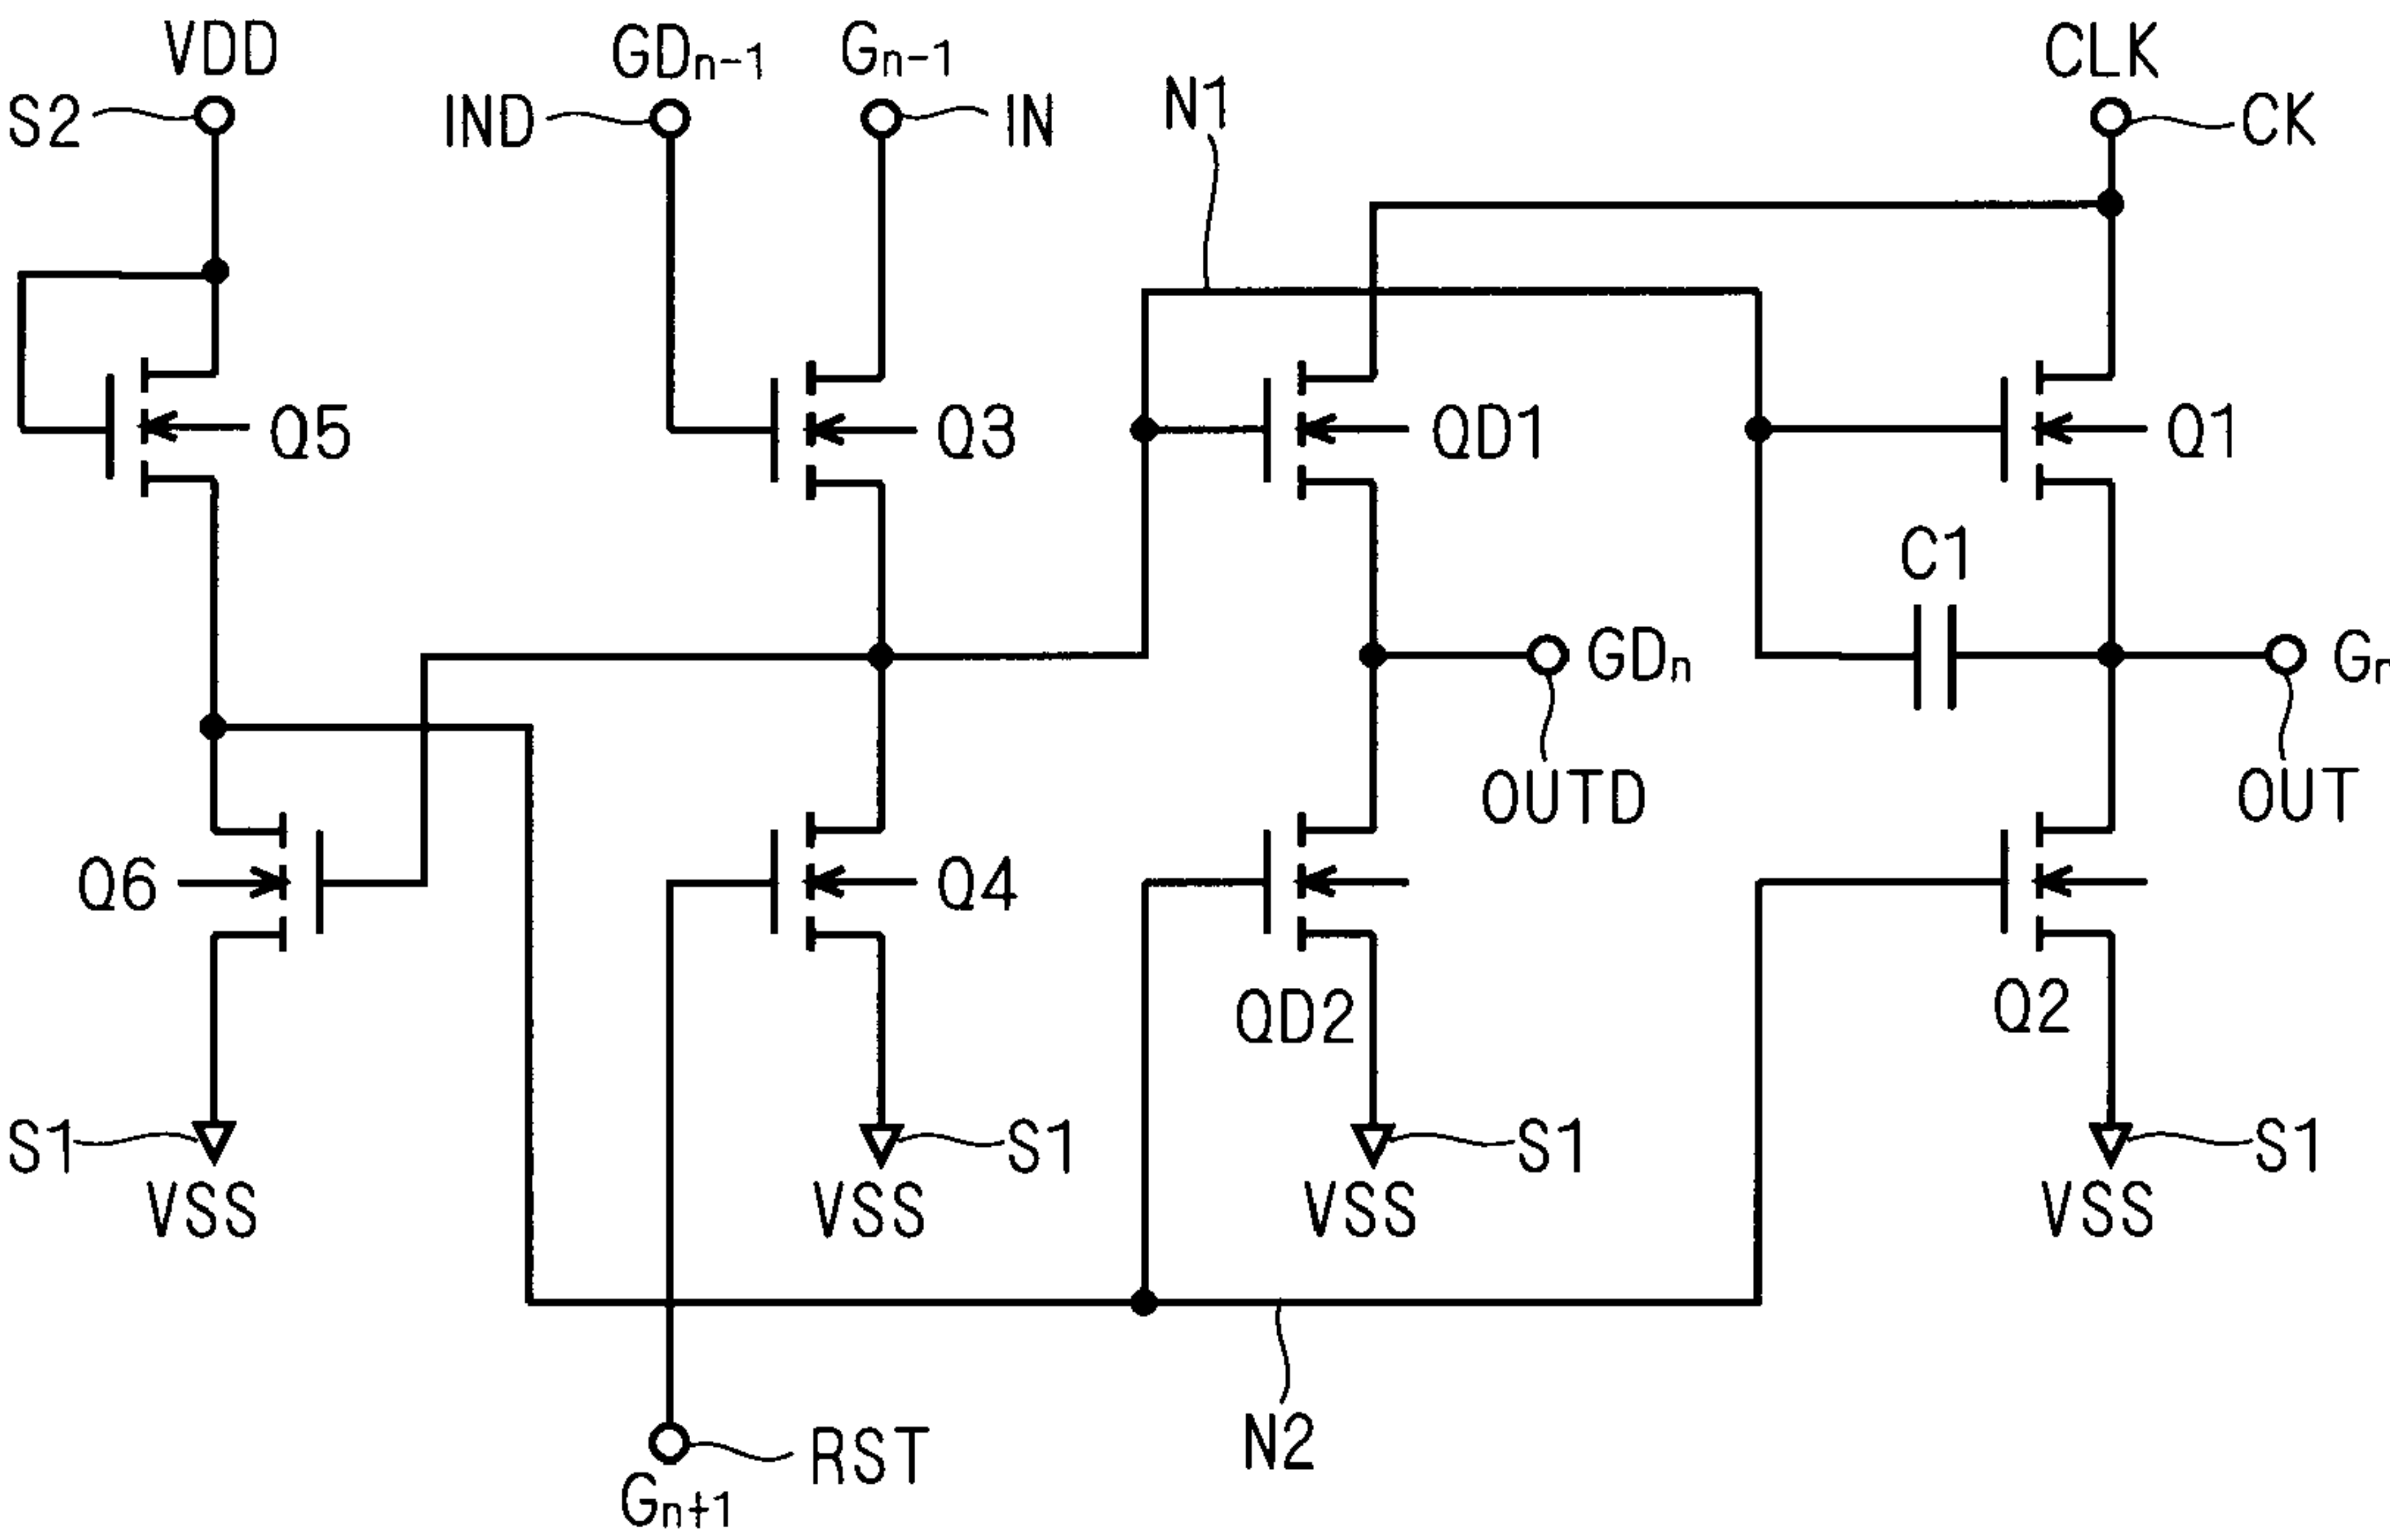 VDD
GDn-1
Gn-1
CLK
S2
IND
IN
N1
CK
Q5
Q3
QD1
Q1
C1
GDn
Gn
OUTD
OUT
Q6
Q4
QD2
Q2
S1
S1
S1
S1
VSS
VSS
VSS
VSS
N2
RST
Gn+1